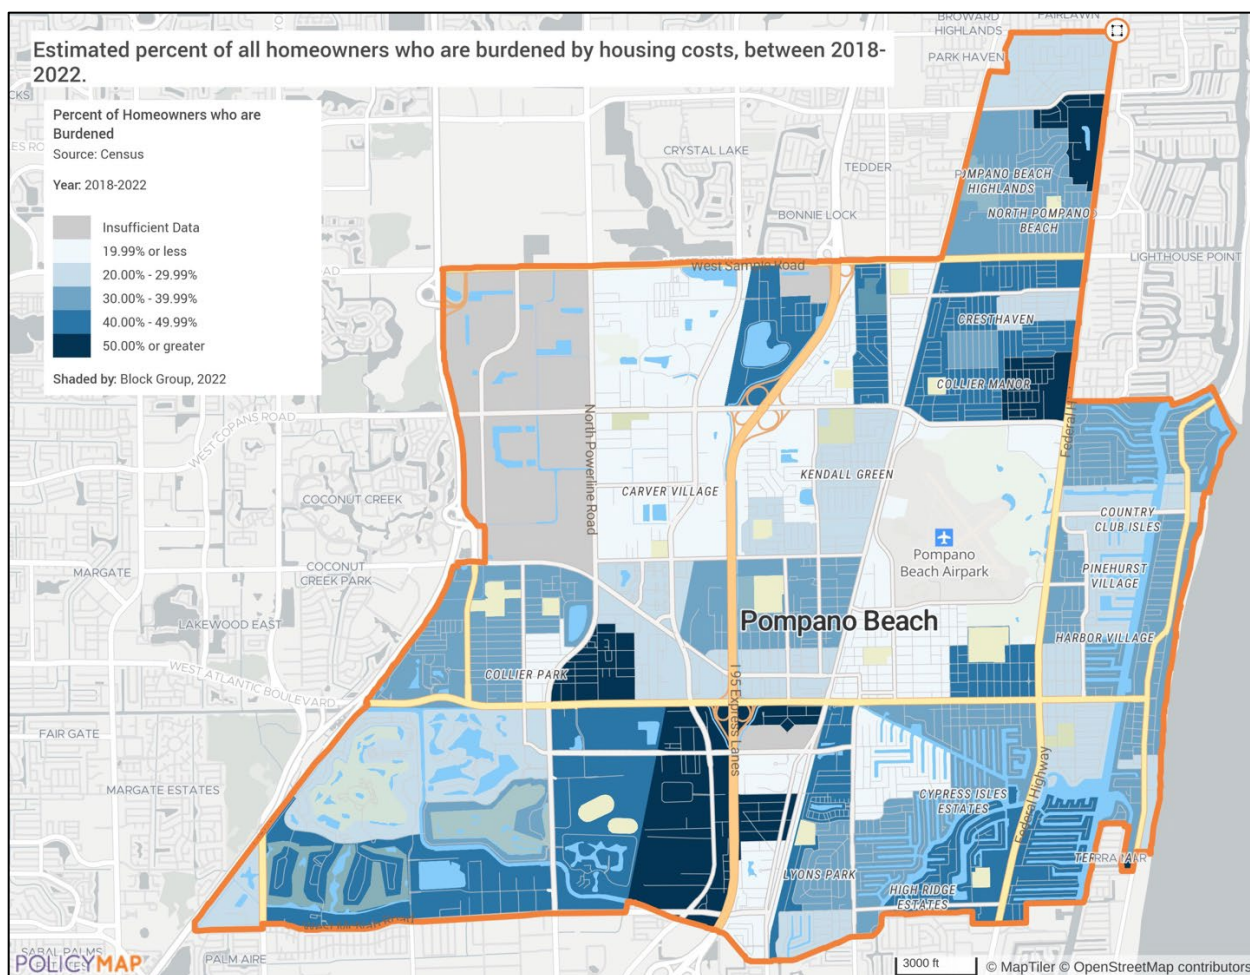 Estimated percent of all homeowners who are burdened by housing costs, between 2018-
2022.
Percent of Homeowners who are
Burdened
Source: Census
Year: 2018-2022
Insufficient Data
19.99% or less
20.00% - 29.99%
30.00% - 39.99%
40.00% - 49.99%
50.00% or greater
Shaded by: Block Group, 2022
BROWARD
HIGHLANDS
FAIRLAWN
PARK HAVEN
CRYSTAL LAKE
TEDDER
POMPANO BEACH
HIGHLANDS
BONNIE LOCK
NORTH POMPANO
BEACH
LIGHTHOUSE POINT
West Sample Road
CRESTHAVEN
COLLIER MANOR
WEST COPANS ROAD
North Powerline Road
Federal H
COCONUT CREEK
CARVER VILLAGE
KENDALL GREEN
COUNTRY
CLUB ISLES
Pompano
Beach Airpark
MARGATE
COCONUT
CREEK PARK
PINEHURST
VILLAGE
LAKEWOOD EAST
Pompano Beach
HARBOR VILLAGE
WEST ATLANTIC BOULEVARD
COLLIER PARK
I 95 Express Lanes
FAIR GATE
MARGATE ESTATES
CYPRESS ISLES
ESTATES
Federal Highway
TERRA MAR
LYONS PARK
HIGH RIDGE
ESTATES
SABAL PALMS
PALM AIRE
POLICYMAP
3000 ft
© MapTiler © OpenStreetMap contributors